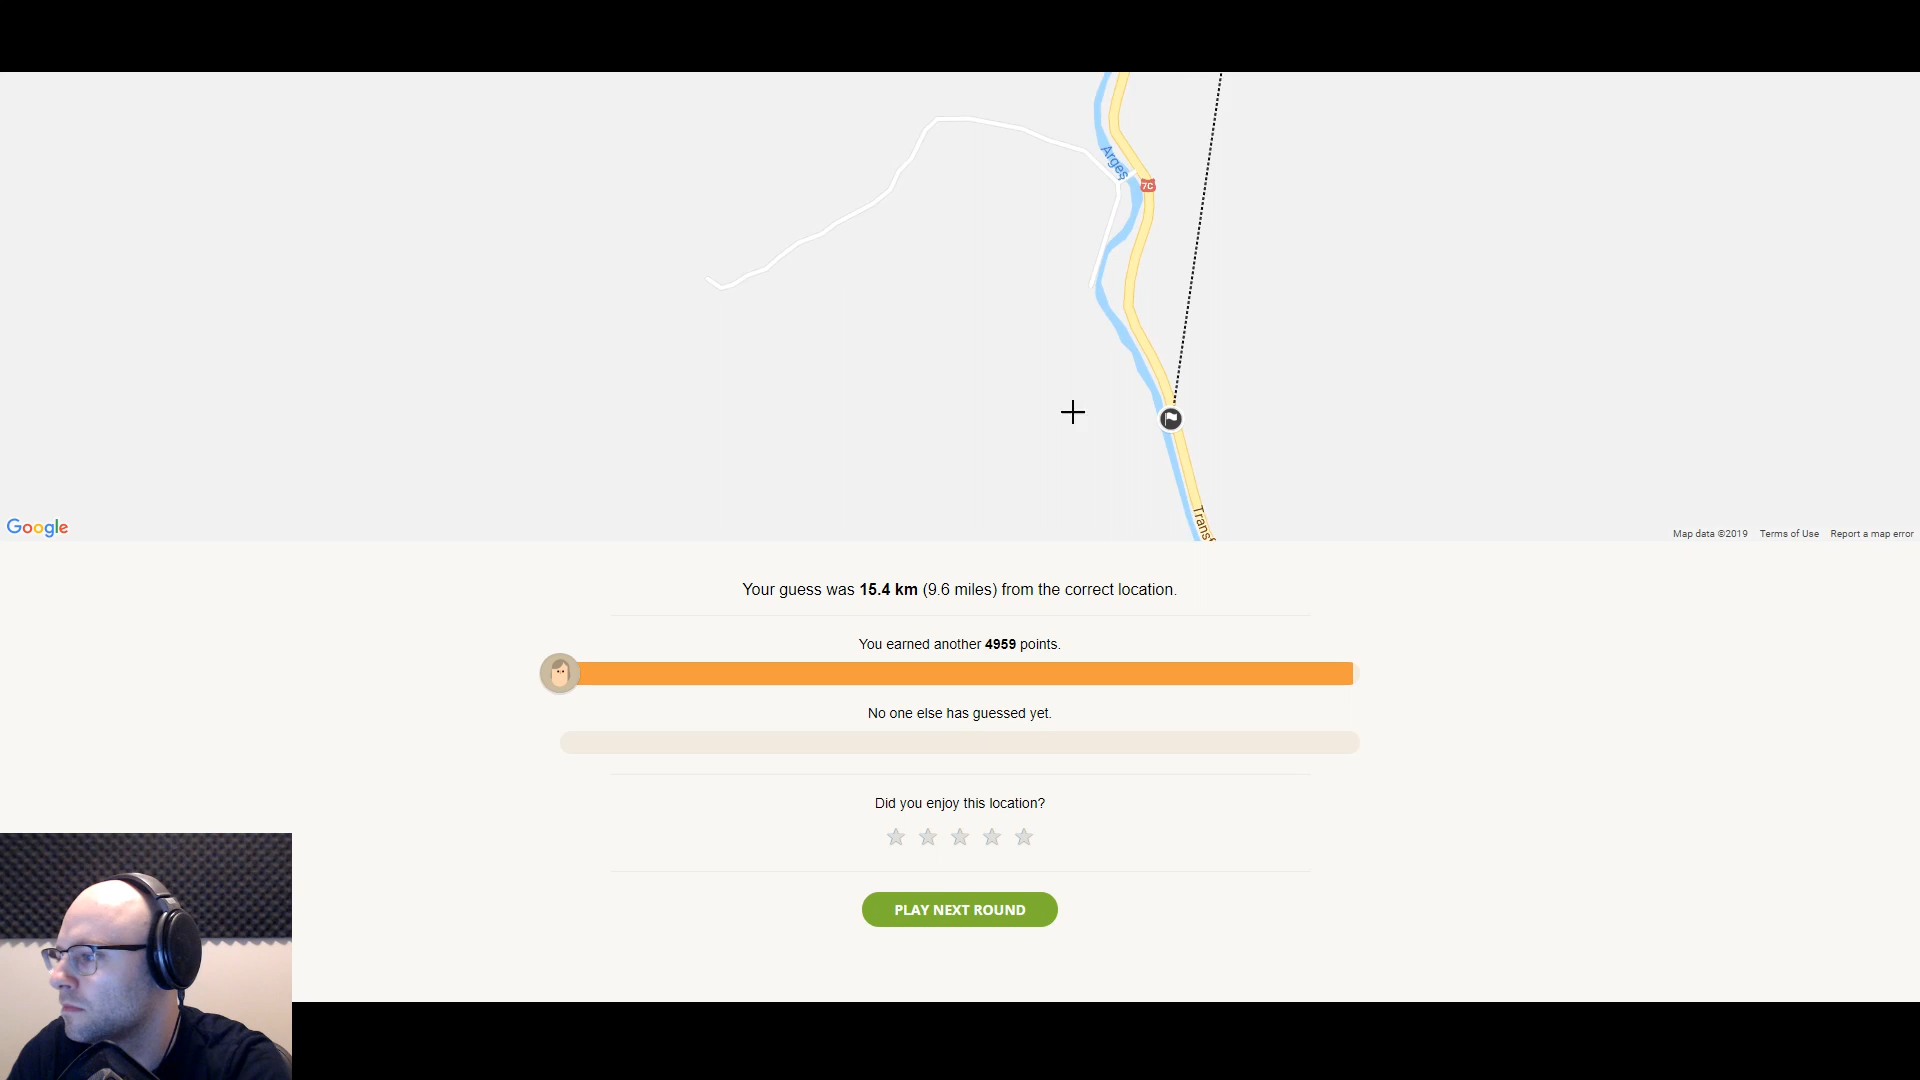 Arges
7C
Transf
Google
Map data ©2019 Terms of Use Report a map error
Your guess was 15.4 km (9.6 miles) from the correct location.
You earned another 4959 points.
No one else has guessed yet.
Did you enjoy this location?
PLAY NEXT ROUND